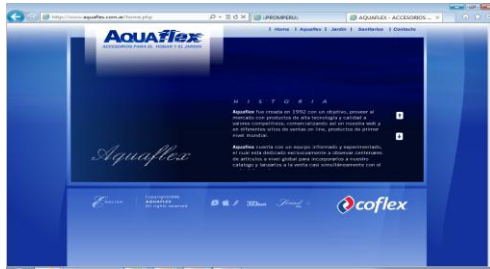 http://www.aquaflex.com.ar/home.php
PROMPERU
AQUAFLEX - ACCESORIOS ...
AQUAflex
ACCESORIOS PARA EL HOGAR Y EL JARDIN
| Home | Aquaflex | Jardín | Sanitarios | Contacto
HISTORIA
Aquaflex fue creada en 1992 con un objetivo, proveer al
mercado con productos de alta tecnología y calidad a
valores competitivos, comercializando así en nuestra web y
en diferentes sitios de ventas on line, productos de primer
nivel mundial.
Aquaflex cuenta con un equipo informado y experimentado,
el cual esta dedicado exclusivamente a observar centenares
de artículos a nivel global para incorporarlos a nuestro
catálogo y lanzarlos a la venta casi simultáneamente con el
Aquaflex
ENGLISH
Copyright©
AQUAFLEX
All rights reserved
coflex